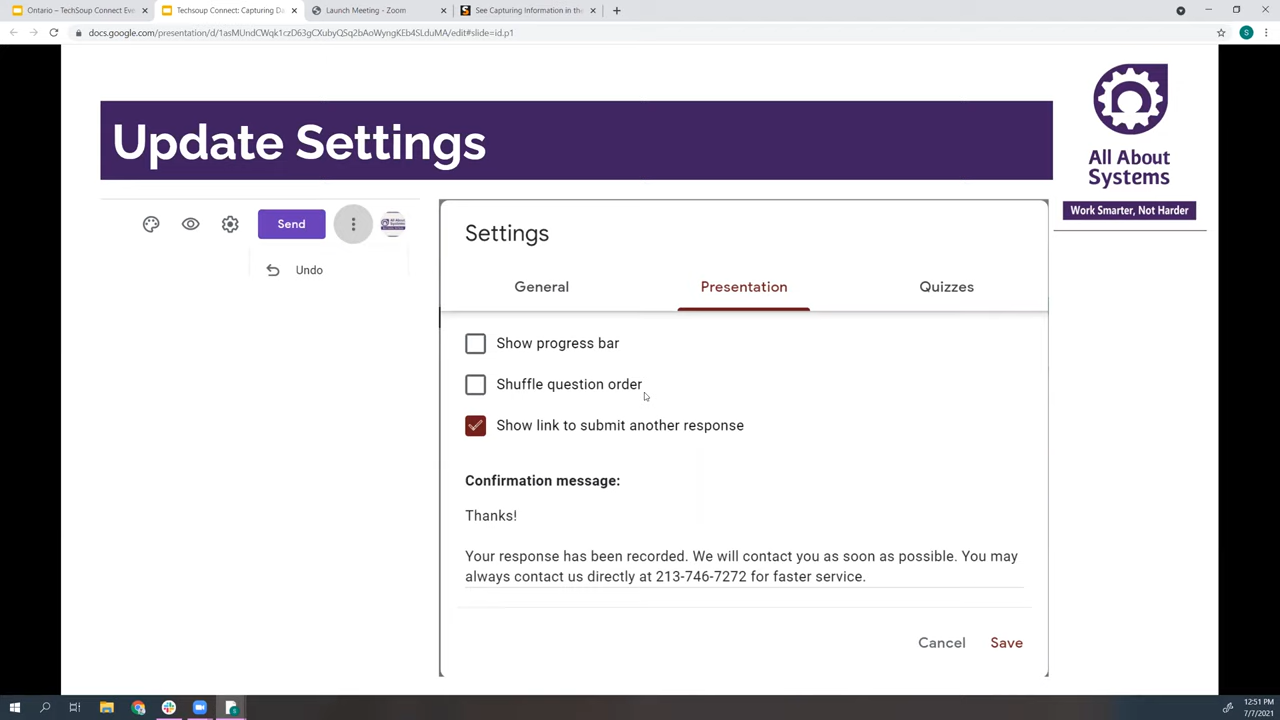 Ontario – TechSoup Connect Eve
Techsoup Connect: Capturing Da
Launch Meeting - Zoom
See Capturing Information in the
docs.google.com/presentation/d/1asMUndCWqk1czD63gCXubyQSq2bAoWyngKEb4SLduMA/edit#slide=id.p1
S
Update Settings
All About
Systems
Work Smarter, Not Harder
Send
Undo
Settings
General
Presentation
Quizzes
Show progress bar
Shuffle question order
Show link to submit another response
Confirmation message:
Thanks!
Your response has been recorded. We will contact you as soon as possible. You may
always contact us directly at 213-746-7272 for faster service.
Cancel
Save
12:51 PM
7/7/2021